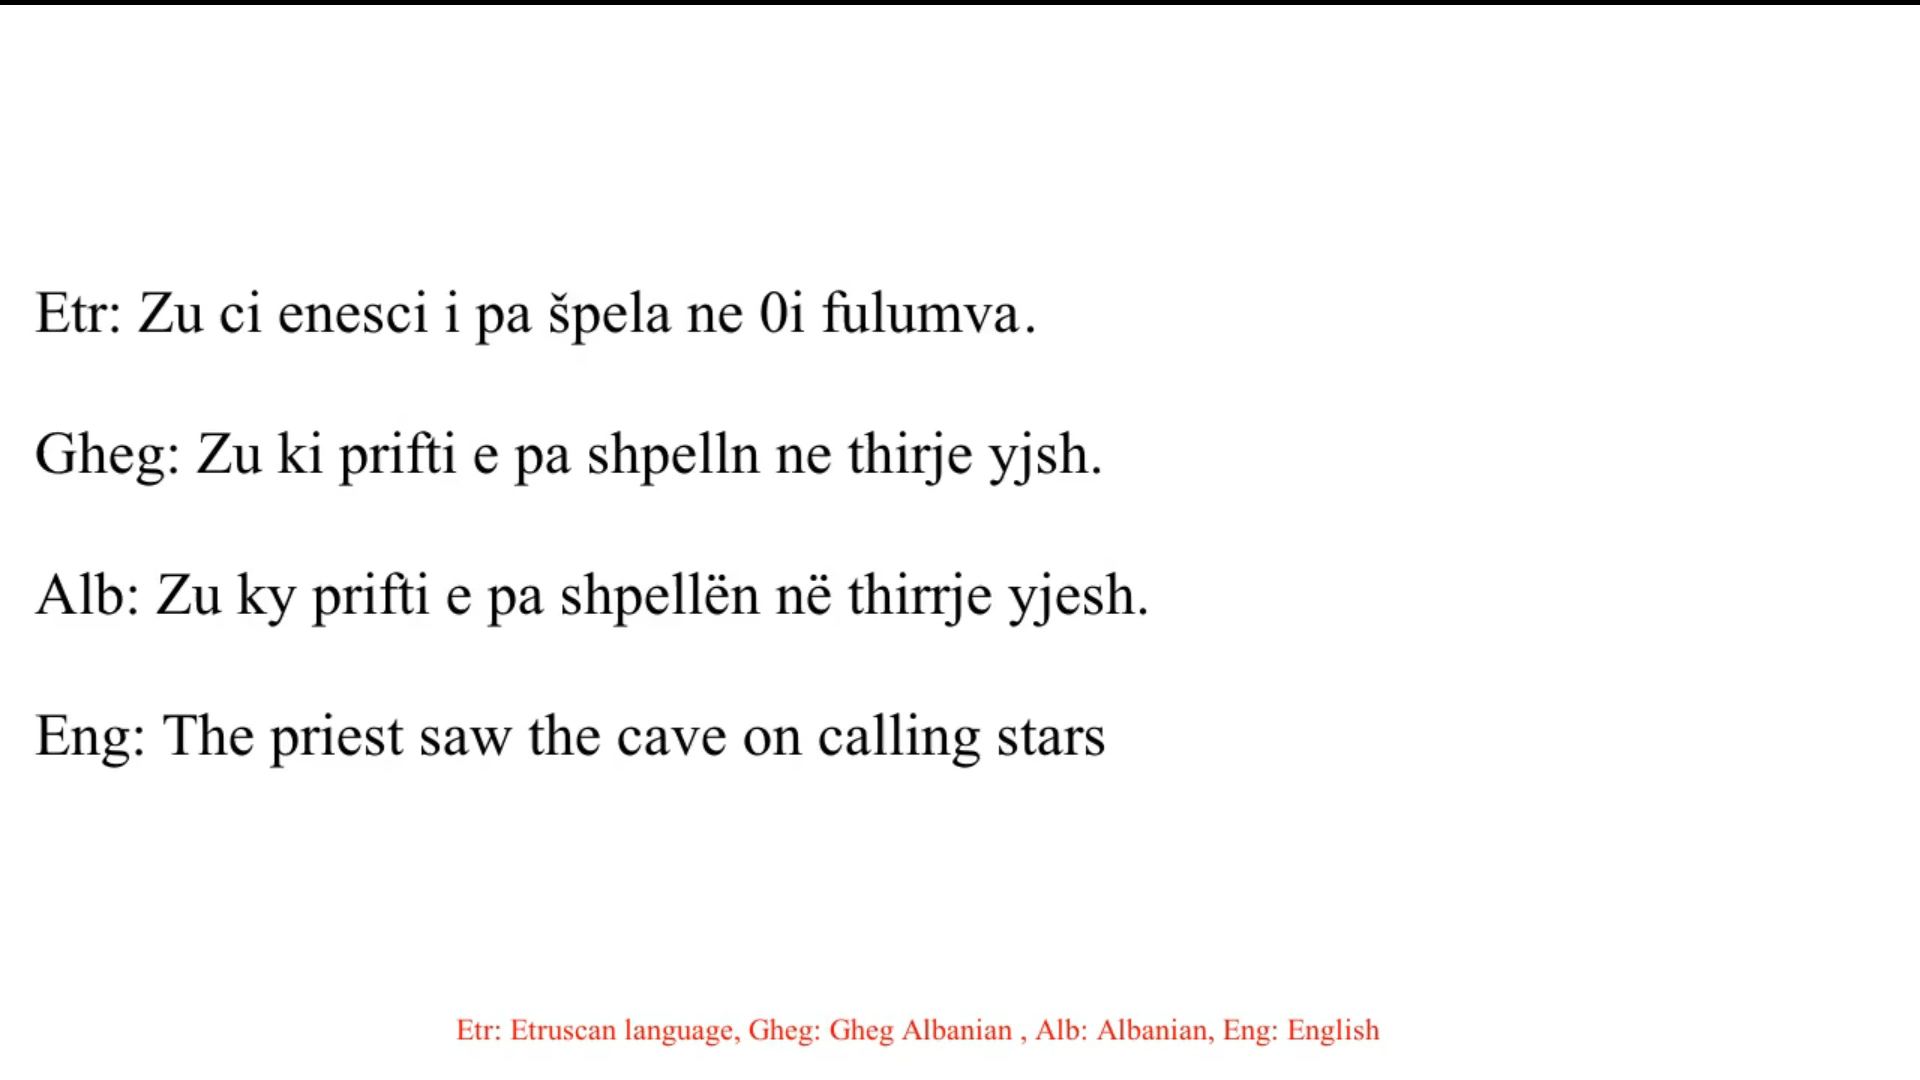 Etr: Zu ci enesci i pa špela ne 0i fulumva.
Gheg: Zu ki prifti e pa shpelln ne thirje yjsh.
Alb: Zu ky prifti e pa shpellën në thirrje yjesh.
Eng: The priest saw the cave on calling stars
Etr: Etruscan language, Gheg: Gheg Albanian , Alb: Albanian, Eng: English